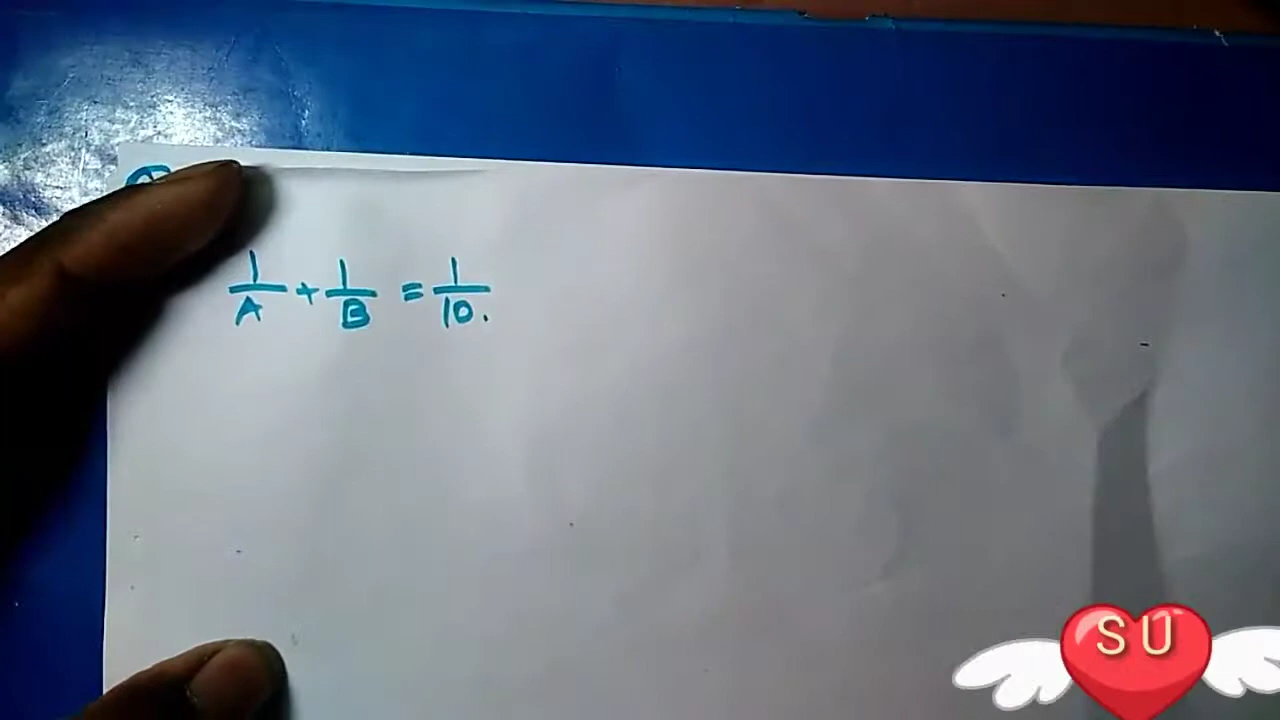 1/A + 1/B = 1/10.
SU